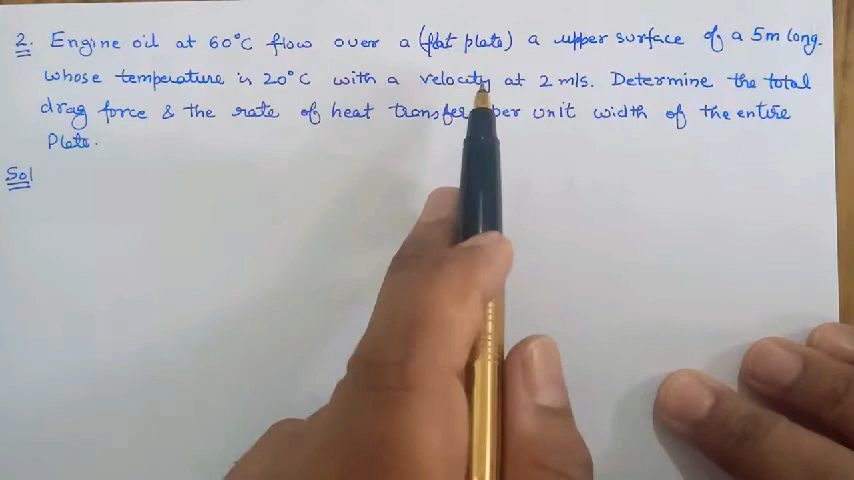 2. Engine oil at 60°C flow over a (flat plate) a upper surface of a 5m long.
whose temperature is 20°C with a velocity at 2 m/s. Determine the total
drag force & the rate of heat transfer per unit width of the entire
Plate.
Sol